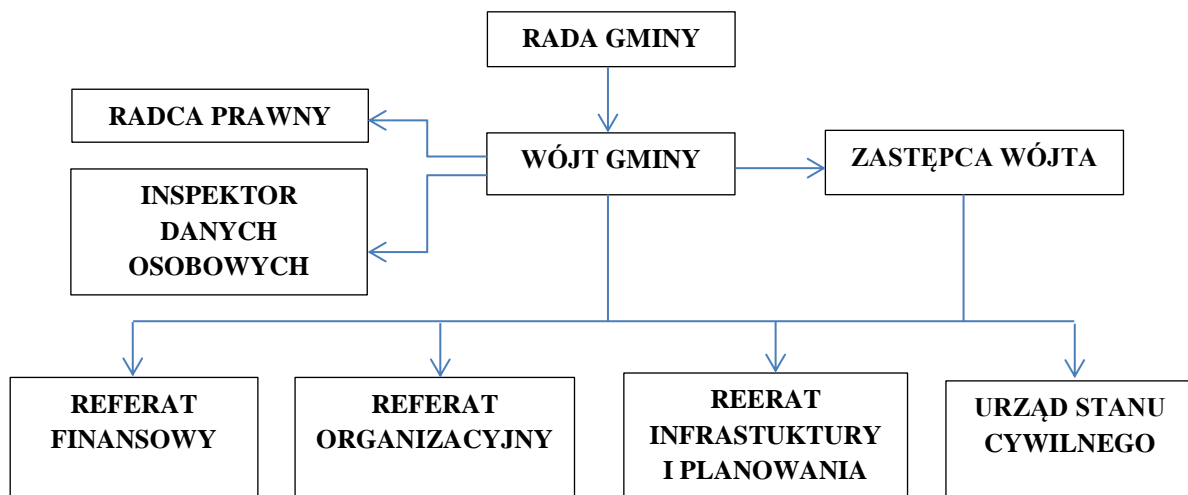 RADA GMINY
RADCA PRAWNY
WÓJT GMINY
ZASTĘPCA WÓJTA
INSPEKTOR
DANYCH
OSOBOWYCH
REFERAT
FINANSOWY
REFERAT
ORGANIZACYJNY
REERAT
INFRASTUKTURY
I PLANOWANIA
URZĄD STANU
CYWILNEGO